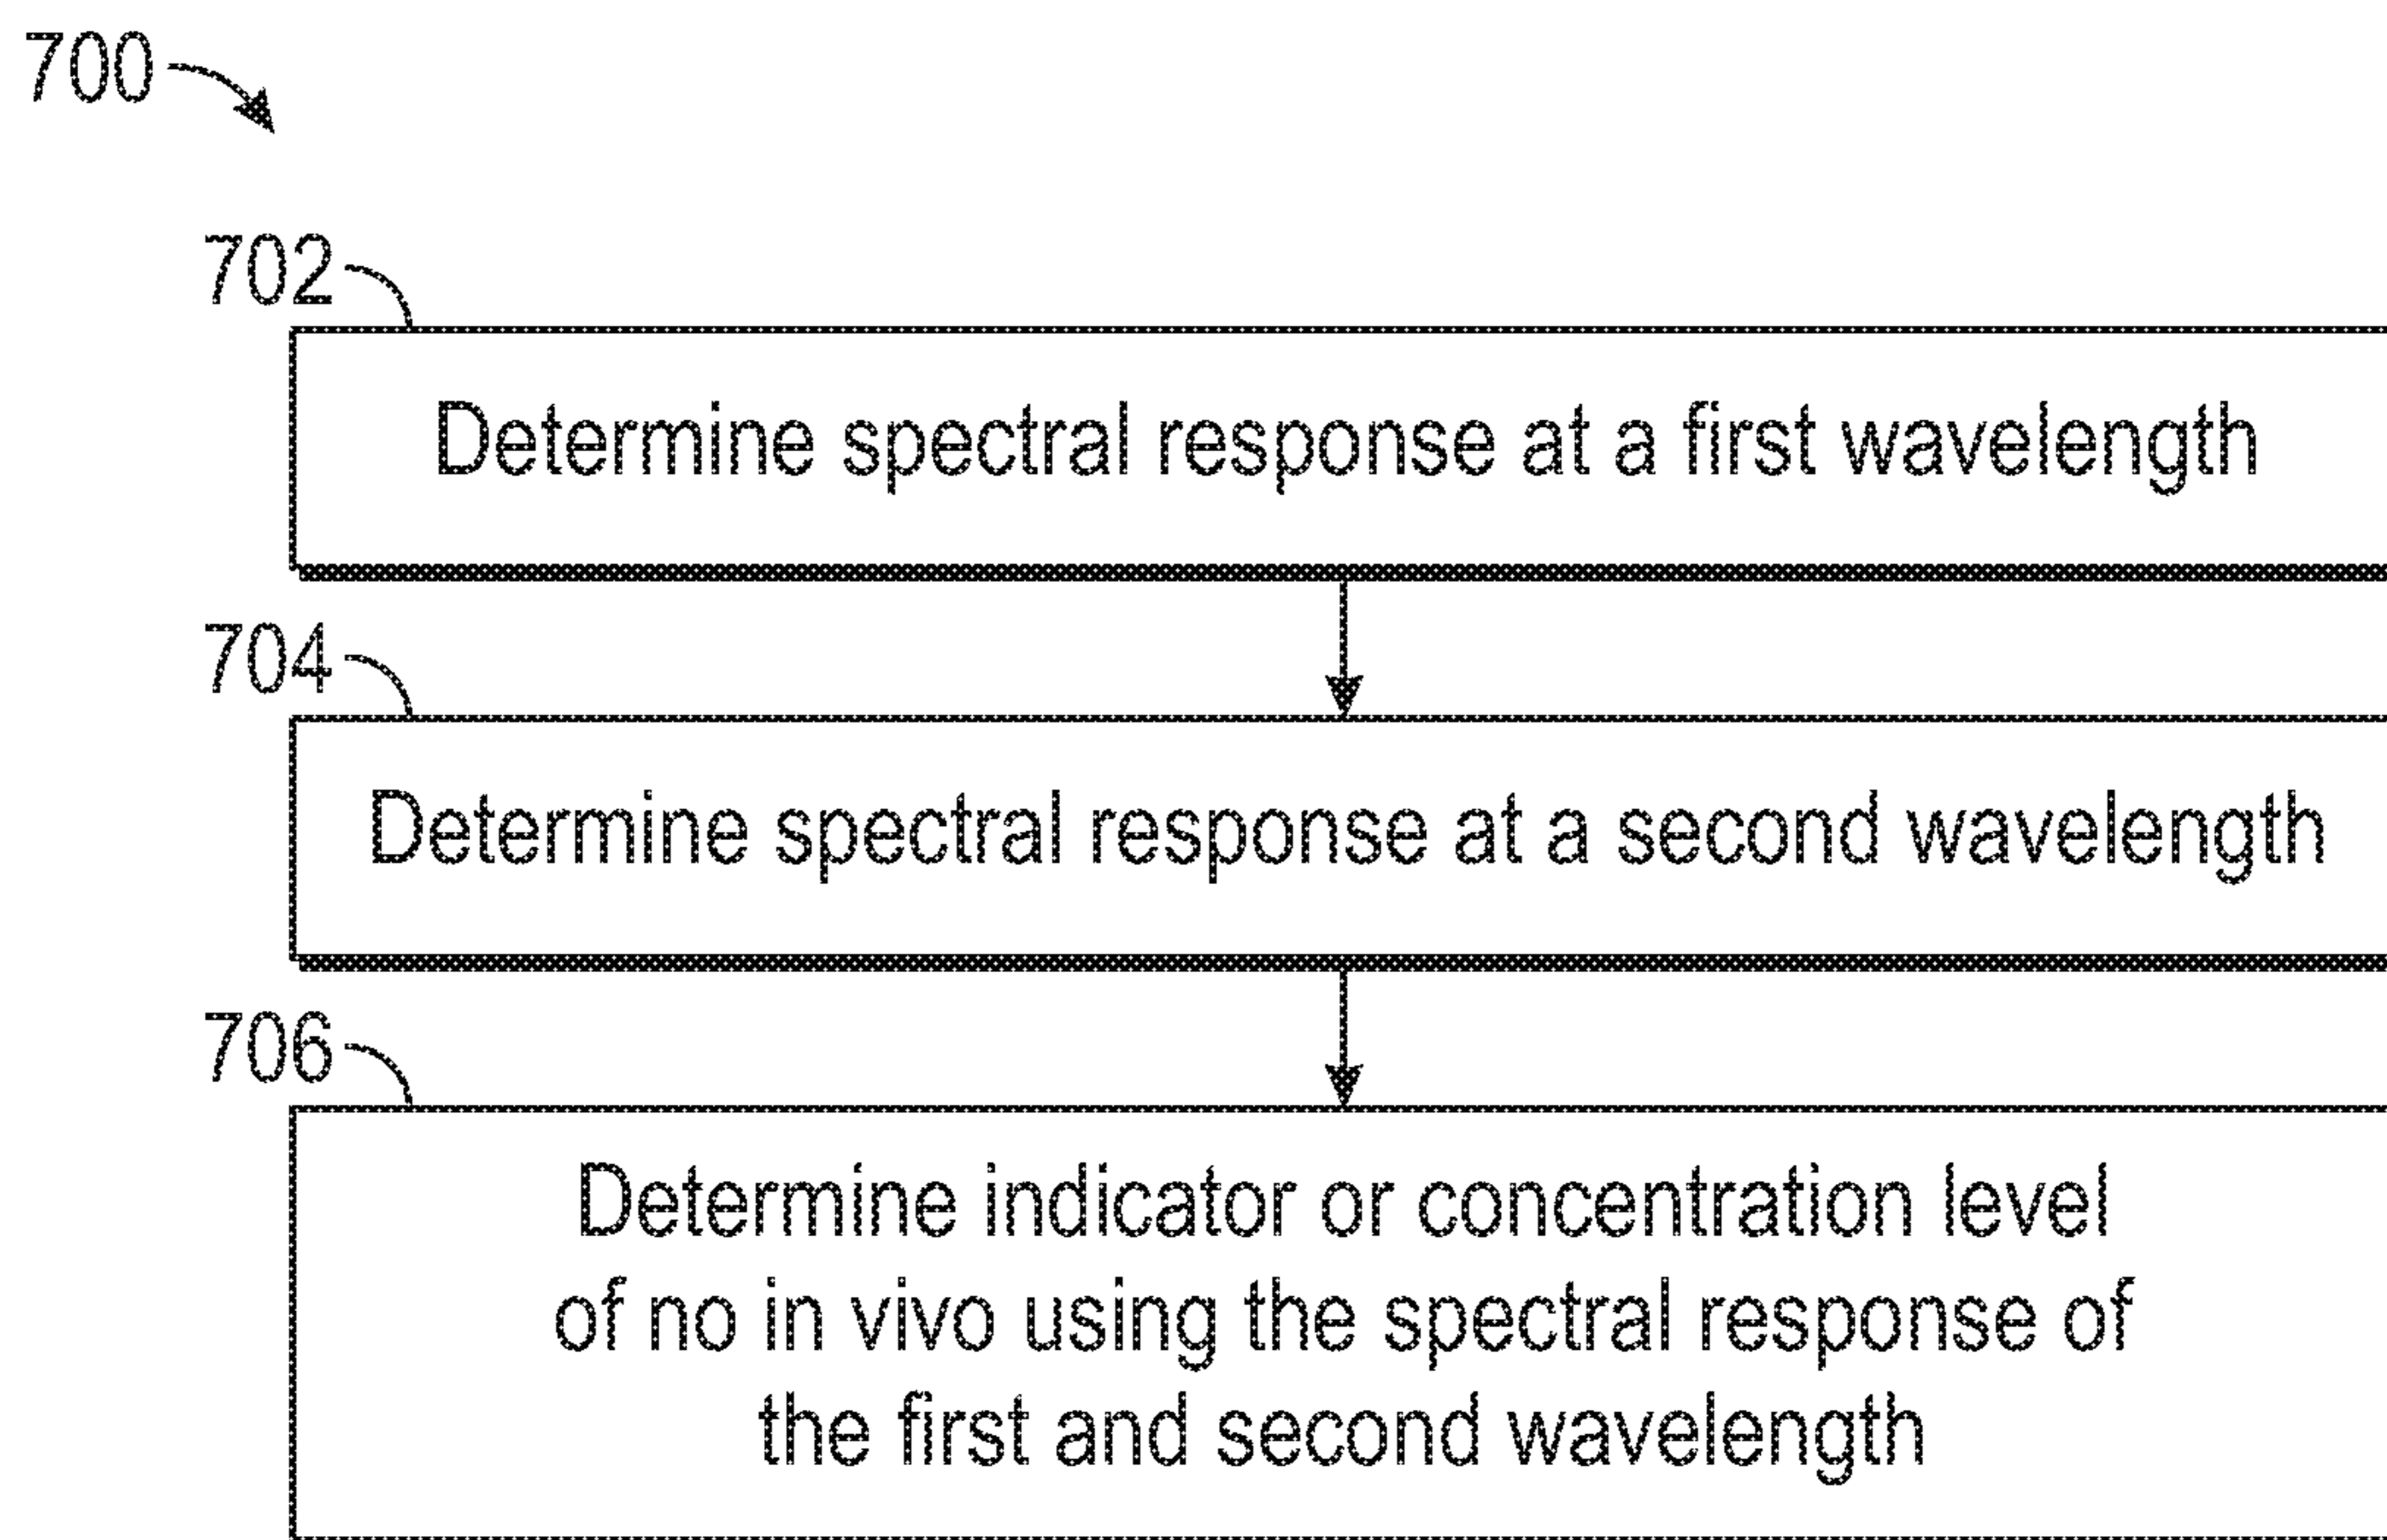 700
702
Determine spectral response at a first wavelength
704
Determine spectral response at a second wavelength
706
Determine indicator or concentration level
of no in vivo using the spectral response of
the first and second wavelength